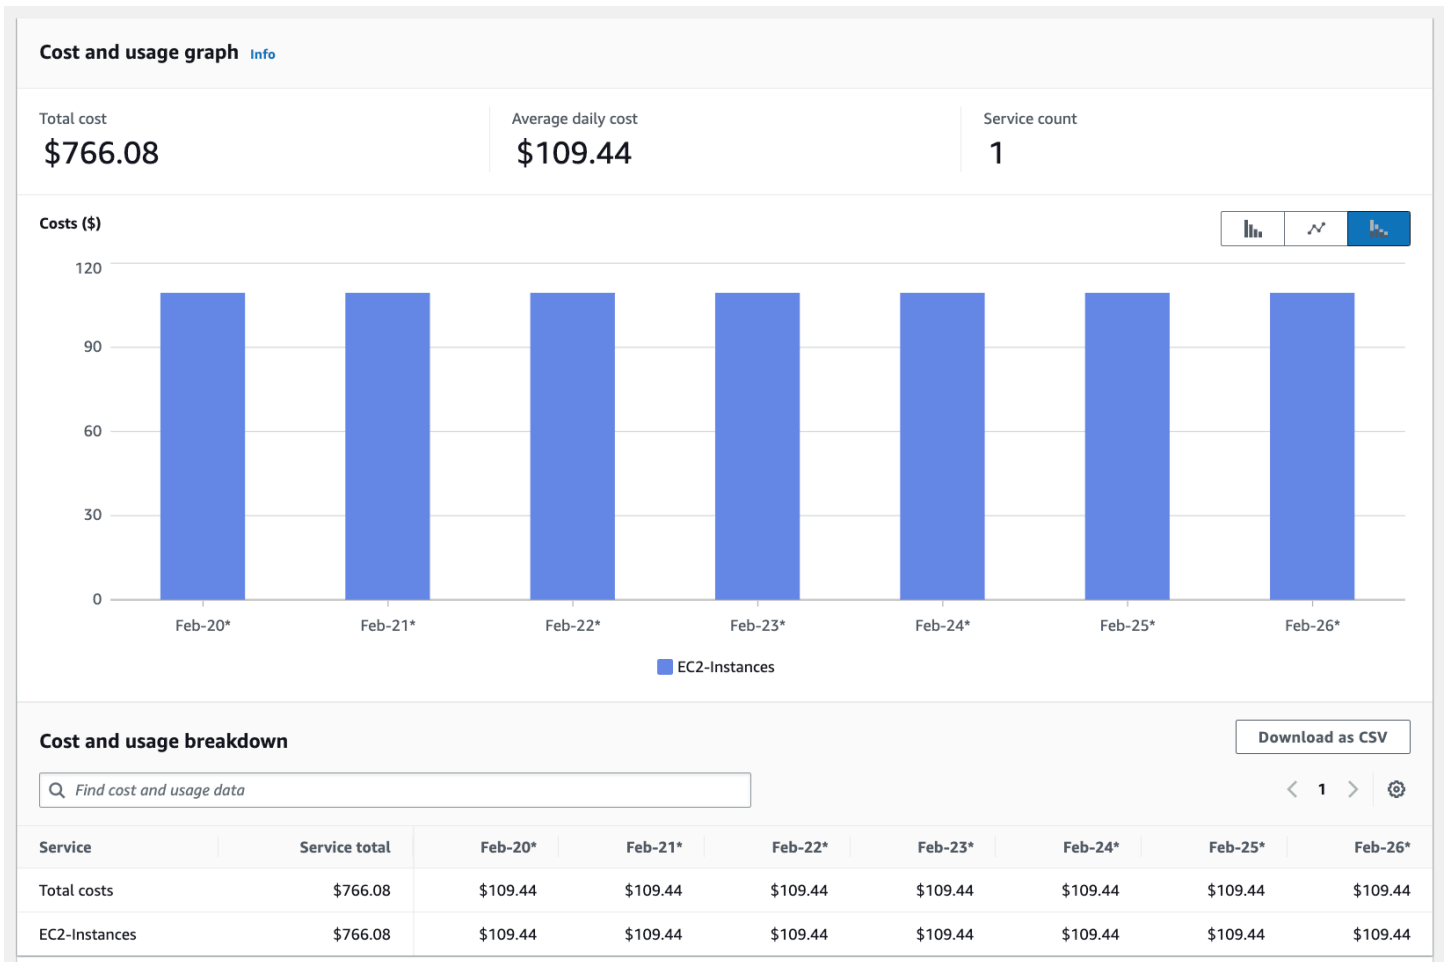 Cost and usage graph Info
Total cost
$766.08
Average daily cost
$109.44
Service count
1
Costs ($)
120
90
60
30
0
Feb-20* Feb-21* Feb-22* Feb-23* Feb-24* Feb-25* Feb-26*
EC2-Instances
Cost and usage breakdown
Download as CSV
Find cost and usage data
1
Service Service total Feb-20* Feb-21* Feb-22* Feb-23* Feb-24* Feb-25* Feb-26*
Total costs $766.08 $109.44 $109.44 $109.44 $109.44 $109.44 $109.44 $109.44
EC2-Instances $766.08 $109.44 $109.44 $109.44 $109.44 $109.44 $109.44 $109.44